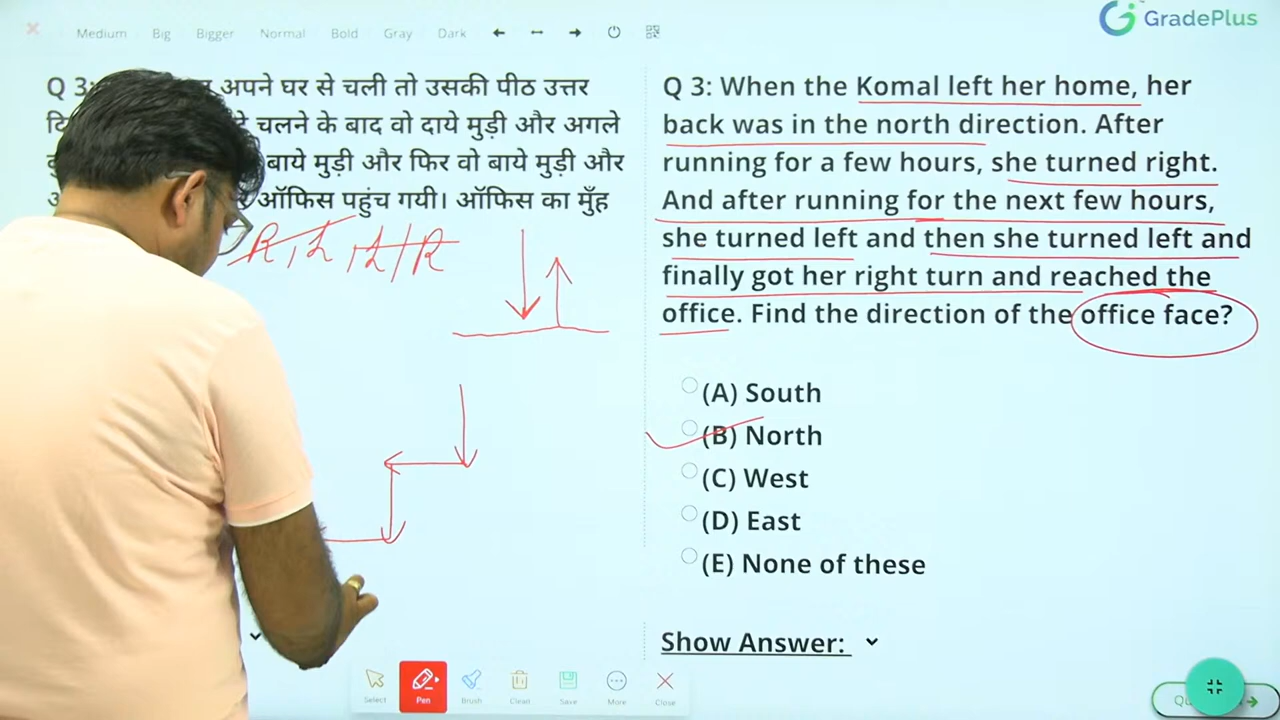 Medium Big Bigger Normal Bold Gray Dark
GradePlus
Q 3: अपने घर से चली तो उसकी पीठ उत्तर
चलने के बाद वो दाये मुड़ी और अगले
बाये मुड़ी और फिर वो बाये मुड़ी और
ऑफिस पहुंच गयी। ऑफिस का मुँह
R, L, L, R
Q 3: When the Komal left her home, her
back was in the north direction. After
running for a few hours, she turned right.
And after running for the next few hours,
she turned left and then she turned left and
finally got her right turn and reached the
office. Find the direction of the office face?
(A) South
(B) North
(C) West
(D) East
(E) None of these
Show Answer:
Select Pen Brush Clean Save More Close